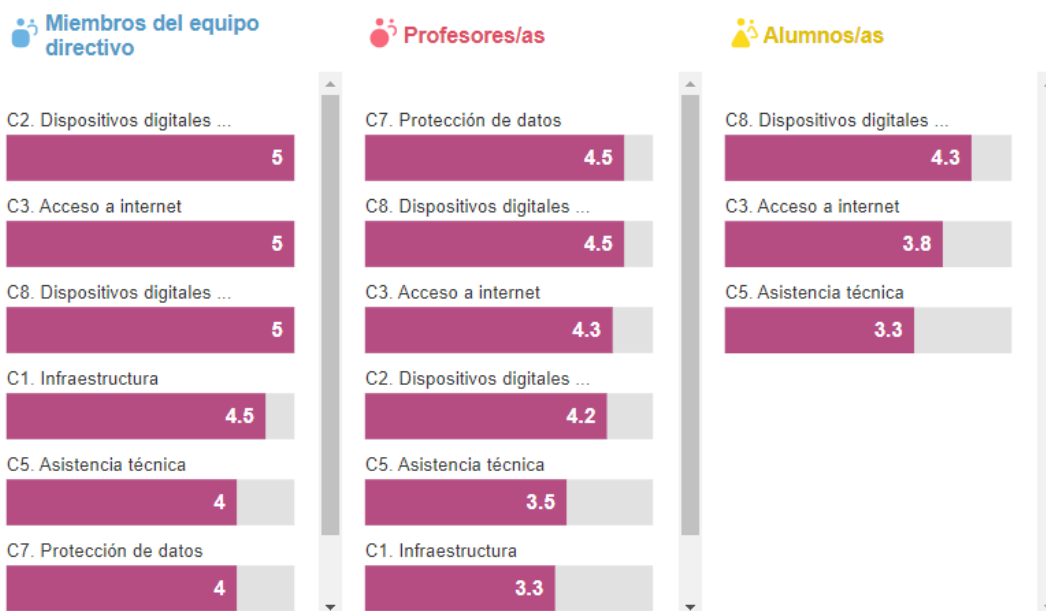 Miembros del equipo
directivo
C2. Dispositivos digitales ...
5
C3. Acceso a internet
5
C8. Dispositivos digitales ...
5
C1. Infraestructura
4.5
C5. Asistencia técnica
4
C7. Protección de datos
4
Profesores/as
C7. Protección de datos
4.5
C8. Dispositivos digitales ...
4.5
C3. Acceso a internet
4.3
C2. Dispositivos digitales ...
4.2
C5. Asistencia técnica
3.5
C1. Infraestructura
3.3
Alumnos/as
C8. Dispositivos digitales ...
4.3
C3. Acceso a internet
3.8
C5. Asistencia técnica
3.3